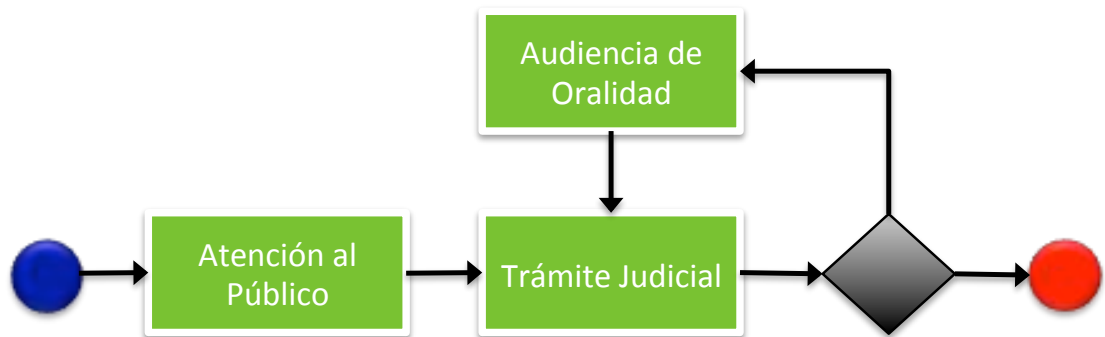 Audiencia de
Oralidad
Atención al
Público
Trámite Judicial